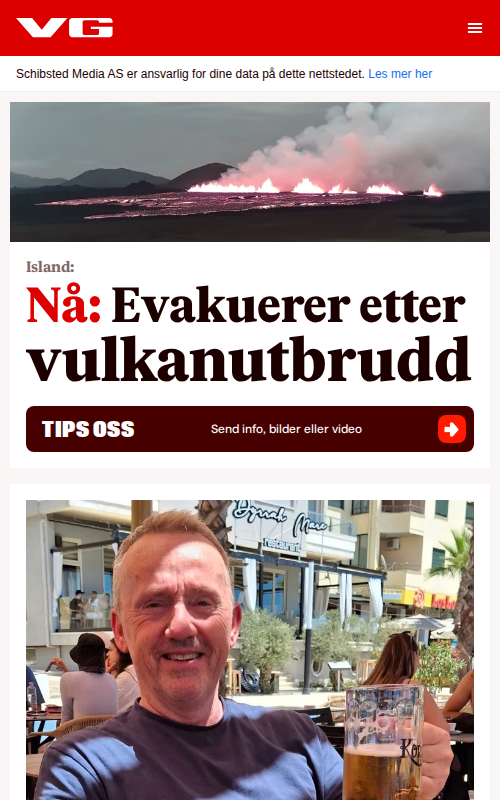 VG
Schibsted Media AS er ansvarlig for dine data på dette nettstedet. Les mer her
Island:
Nå: Evakuerer etter
vulkanutbrudd
TIPS OSS
Send info, bilder eller video
restaurant